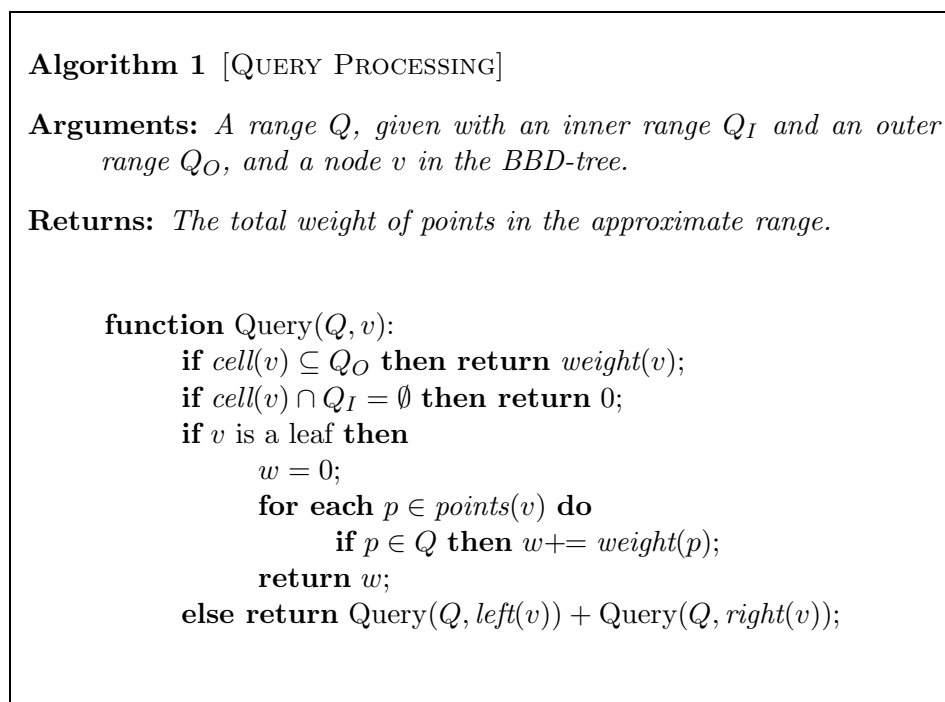 Algorithm 1 [QUERY PROCESSING]
Arguments: A range Q, given with an inner range Q_I and an outer
range Q_O, and a node v in the BBD-tree.
Returns: The total weight of points in the approximate range.
function Query(Q, v):
if cell(v) ⊆ Q_O then return weight(v);
if cell(v) ∩ Q_I = ∅ then return 0;
if v is a leaf then
w = 0;
for each p ∈ points(v) do
if p ∈ Q then w+= weight(p);
return w;
else return Query(Q, left(v)) + Query(Q, right(v));